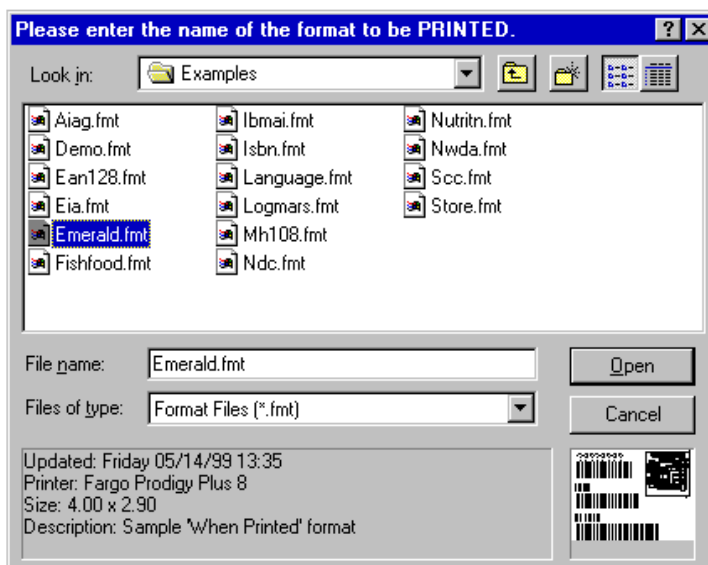 Please enter the name of the format to be PRINTED.
Look in: Examples
Aiag.fmt Ibmai.fmt Nutritn.fmt
Demo.fmt Isbn.fmt Nwda.fmt
Ean128.fmt Language.fmt Scc.fmt
Eia.fmt Logmars.fmt Store.fmt
Emerald.fmt Mh108.fmt
Fishfood.fmt Ndc.fmt
File name: Emerald.fmt Open
Files of type: Format Files (*.fmt) Cancel
Updated: Friday 05/14/99 13:35
Printer: Fargo Prodigy Plus 8
Size: 4.00 x 2.90
Description: Sample 'When Printed' format